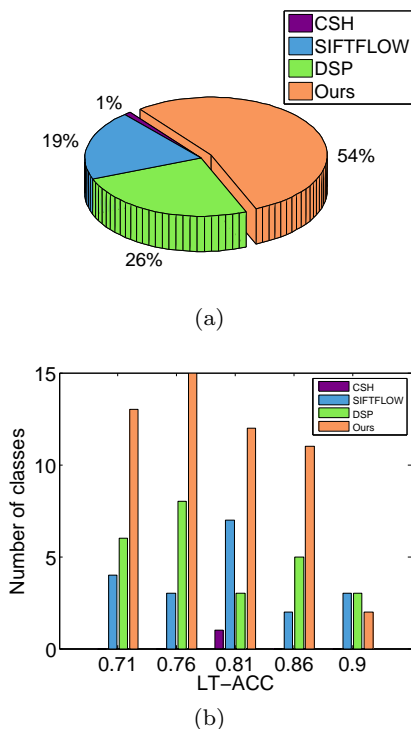 CSH
SIFTFLOW
DSP
Ours
1%
19%
54%
26%
(a)
15
10
5
0
Number of classes
CSH
SIFTFLOW
DSP
Ours
0.71 0.76 0.81 0.86 0.9
LT−ACC
(b)